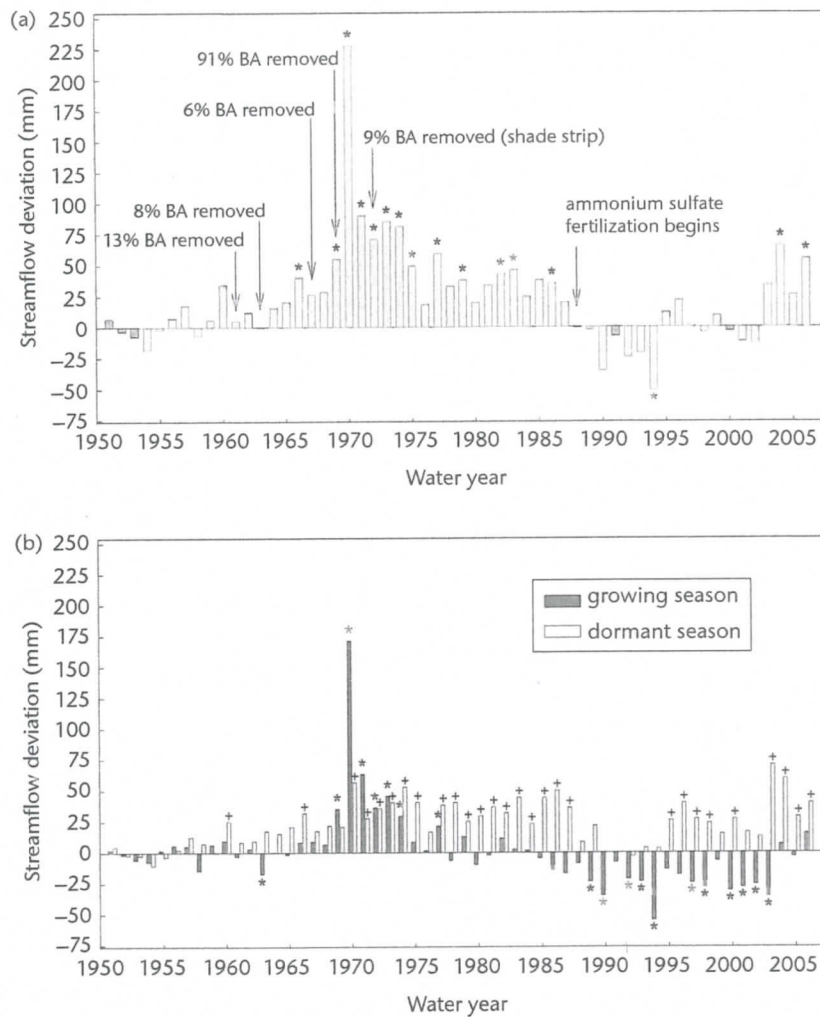 (a)
250
225
200
175
150
125
100
75
50
25
0
−25
−50
−75
Streamflow deviation (mm)
91% BA removed
6% BA removed
9% BA removed (shade strip)
8% BA removed
13% BA removed
ammonium sulfate
fertilization begins
* * * * * * * * * * * * * * * * *
1950 1955 1960 1965 1970 1975 1980 1985 1990 1995 2000 2005
Water year
(b)
250
225
200
175
150
125
100
75
50
25
0
−25
−50
−75
Streamflow deviation (mm)
growing season
dormant season
1950 1955 1960 1965 1970 1975 1980 1985 1990 1995 2000 2005
Water year